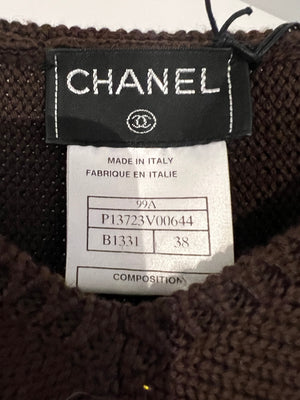 CHANEL
MADE IN ITALY
FABRIQUE EN ITALIE
99A
P13723V00644
B1331 38
COMPOSITION